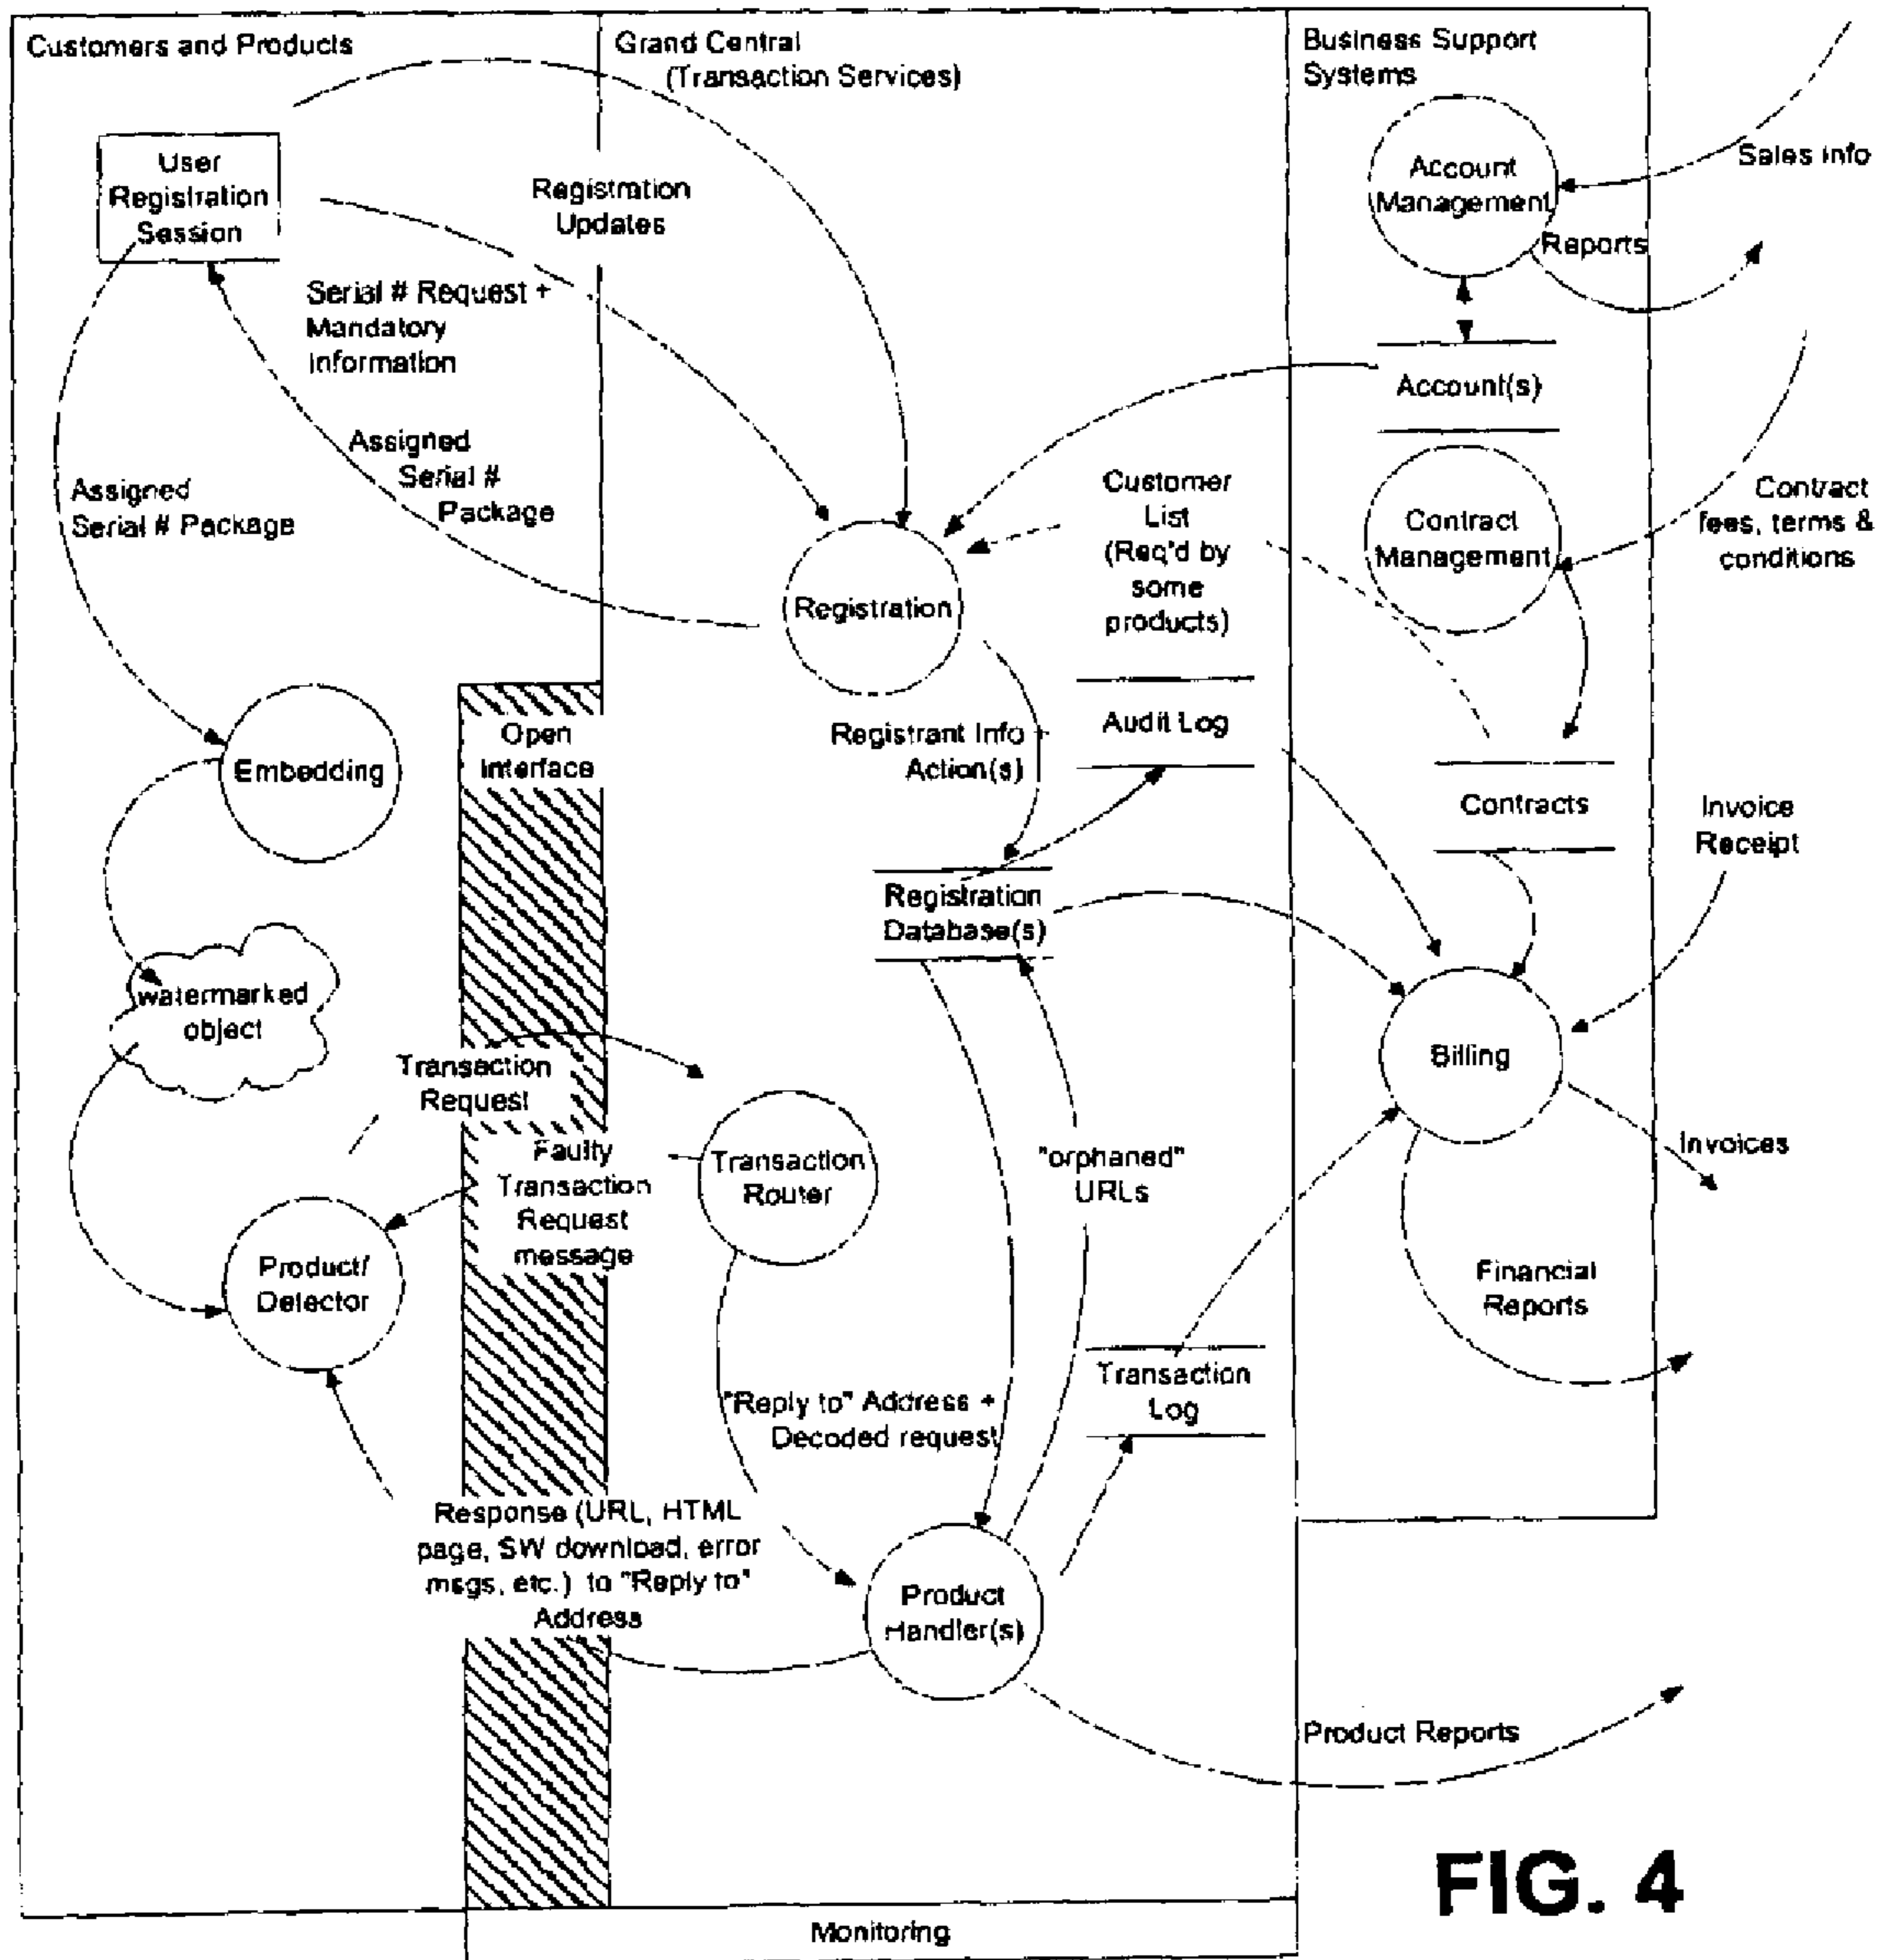 Customers and Products
Grand Central
(Transaction Services)
Business Support
Systems
User
Registration
Session
Registration
Updates
Account
Management
Sales Info
Reports
Serial # Request +
Mandatory
Information
Account(s)
Assigned
Serial #
Package
Assigned
Serial # Package
Customer
List
(Req'd by
some
products)
Contract
Management
Contract
fees, terms &
conditions
Registration
Open
Interface
Registrant Info +
Action(s)
Audit Log
Embedding
Contracts
Invoice
Receipt
Registration
Database(s)
watermarked
object
Transaction
Request
Billing
Faulty
Transaction
Request
message
Transaction
Router
"orphaned"
URLs
Invoices
Product/
Detector
Financial
Reports
Transaction
Log
"Reply to" Address +
Decoded request
Response (URL, HTML
page, SW download, error
msgs, etc.) to "Reply to"
Address
Product
Handler(s)
Product Reports
FIG. 4
Monitoring